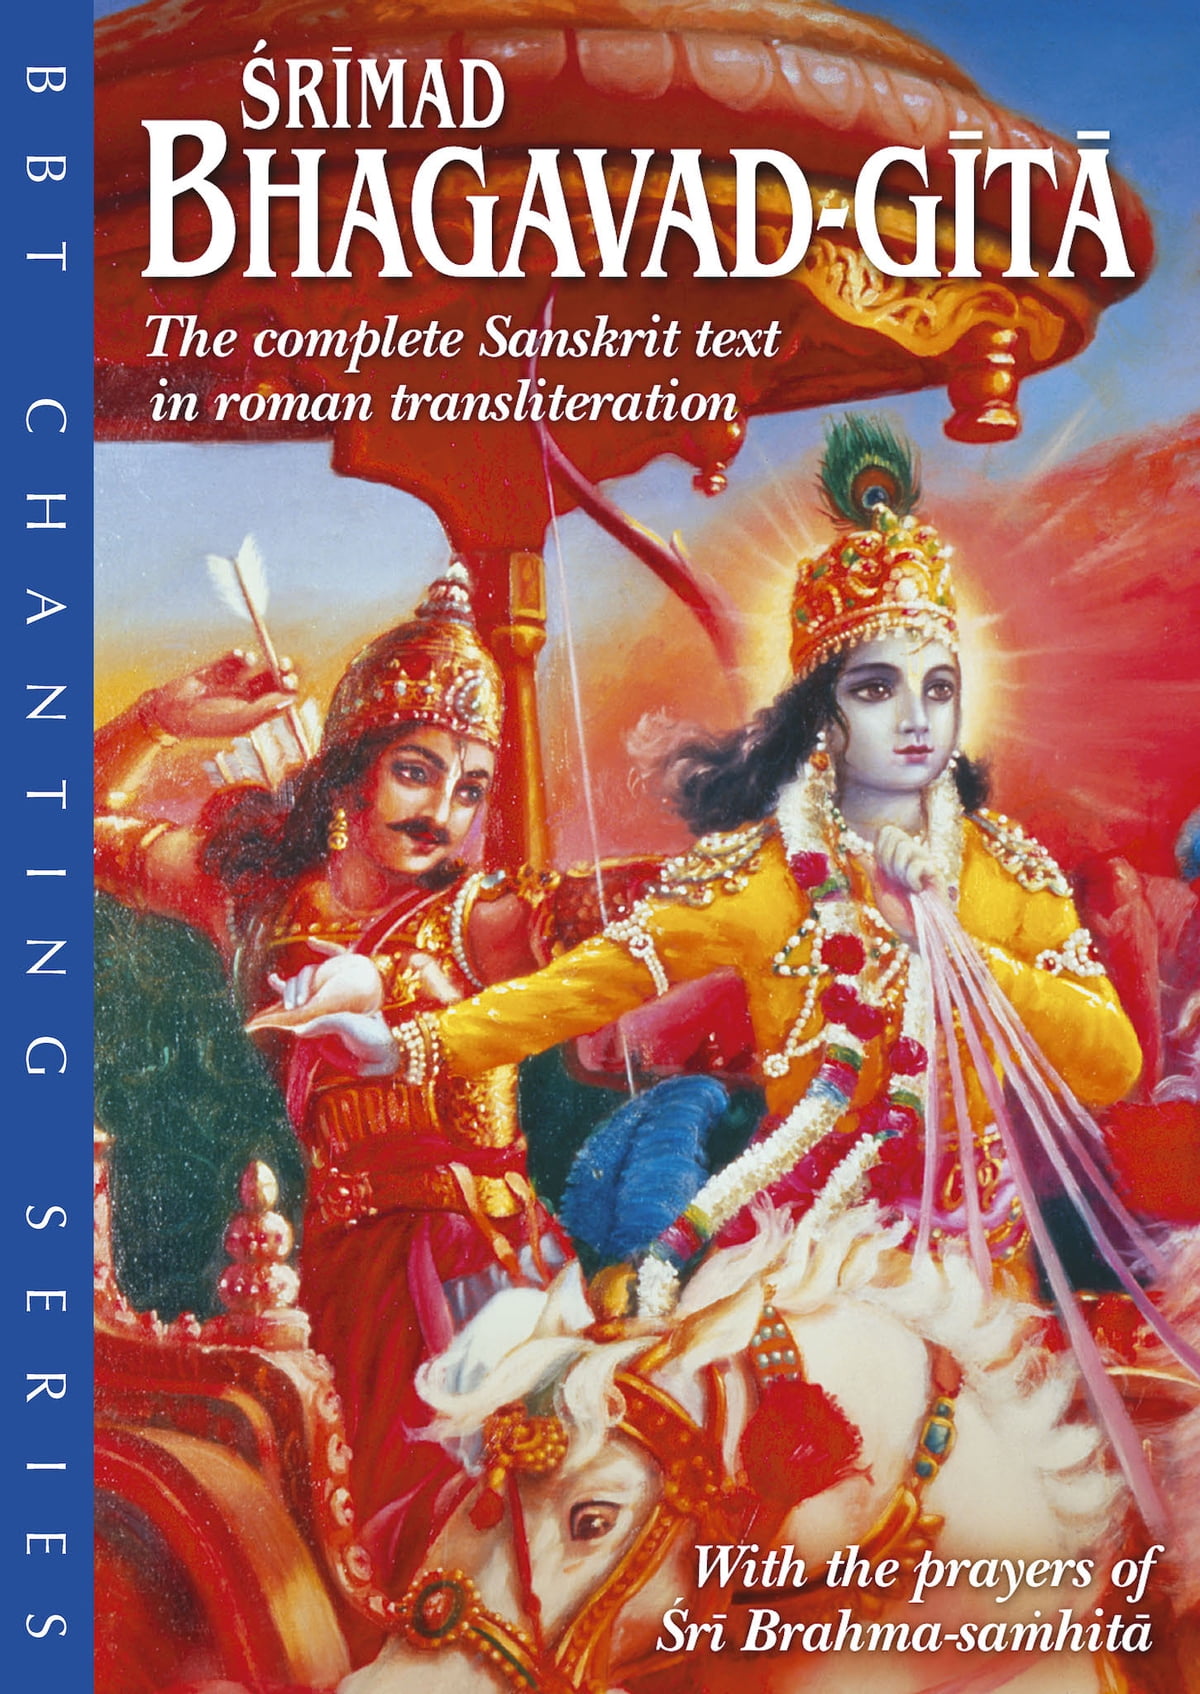 BBT CHANTING SERIES
ŚRĪMAD
BHAGAVAD-GĪTĀ
The complete Sanskrit text
in roman transliteration
With the prayers of
Śrī Brahma-saṁhitā